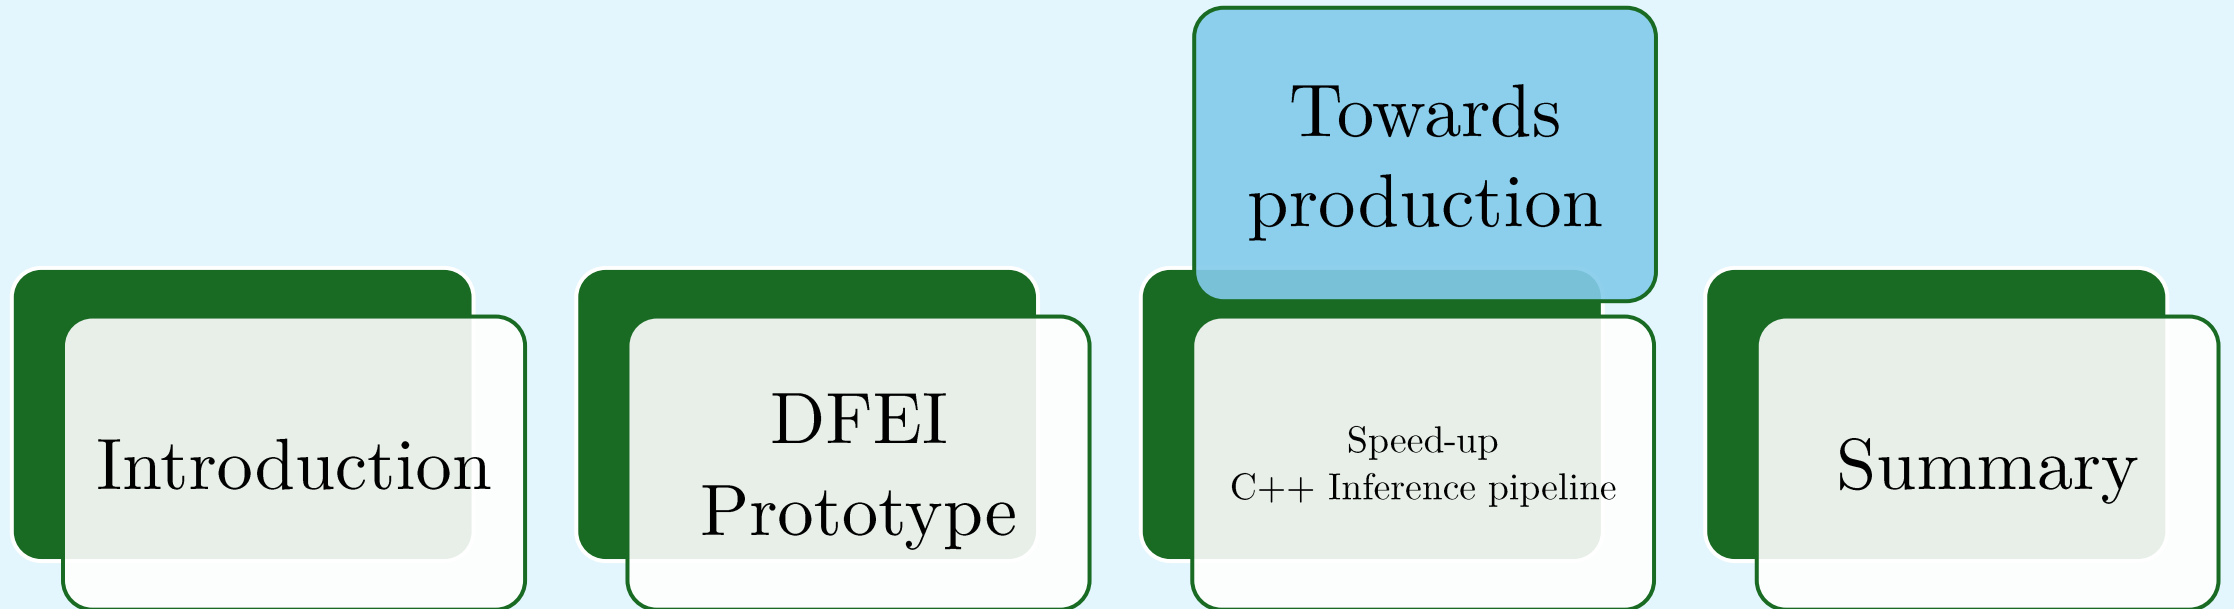 Introduction
DFEI
Prototype
Towards
production
Speed-up
C++ Inference pipeline
Summary